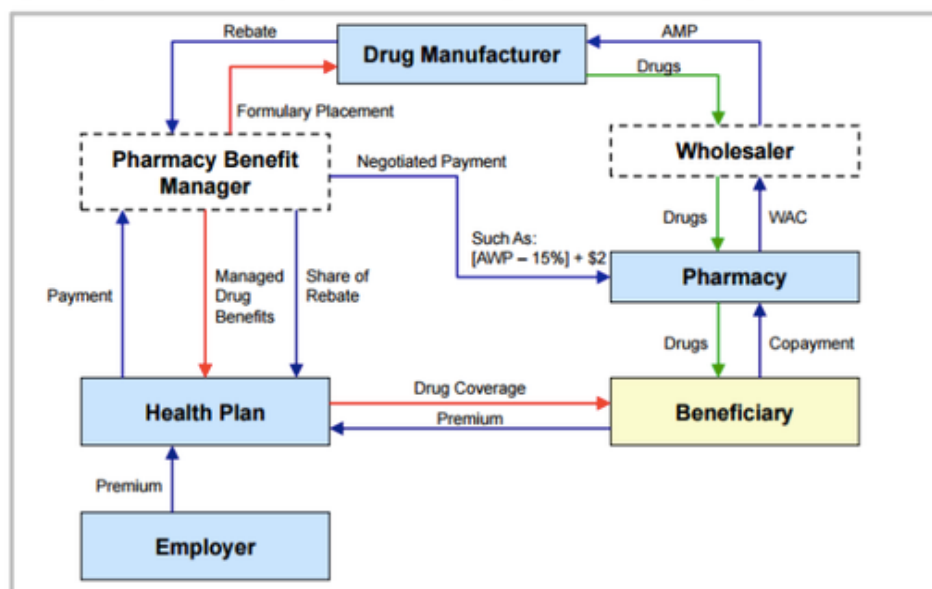 Rebate
Drug Manufacturer
AMP
Drugs
Formulary Placement
Pharmacy Benefit
Manager
Negotiated Payment
Wholesaler
Such As:
[AWP – 15%] + $2
Drugs
WAC
Pharmacy
Payment
Managed
Drug
Benefits
Share of
Rebate
Drugs
Copayment
Health Plan
Drug Coverage
Premium
Beneficiary
Premium
Employer